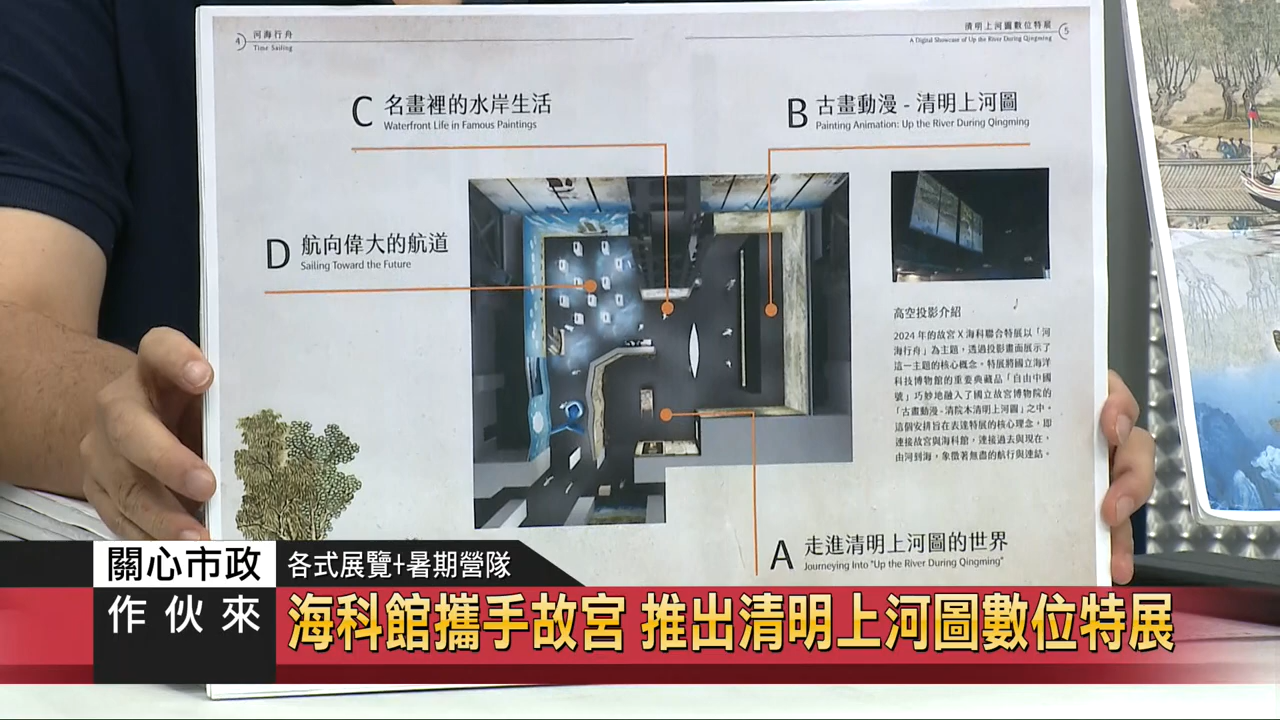 4 河海行舟
Time Sailing
清明上河圖數位特展 5
A Digital Showcase of Up the River During Qingming
C 名畫裡的水岸生活
Waterfront Life in Famous Paintings
B 古畫動漫 - 清明上河圖
Painting Animation: Up the River During Qingming
D 航向偉大的航道
Sailing Toward the Future
高空投影介紹
2024 年的故宮 X 海科聯合特展以「河
海行舟」為主題，透過投影畫面展示了
這一主題的核心概念。特展將國立海洋
科技博物館的重要典藏品「自由中國
號」巧妙地融入了國立故宮博物院的
「古畫動漫 - 清院本清明上河圖」之中。
這個安排旨在表達特展的核心理念，即
連接故宮與海科館，連接過去與現在，
由河到海，象徵著無盡的航行與連結。
A 走進清明上河圖的世界
Journeying Into "Up the River During Qingming"
關心市政
作伙來
各式展覽+暑期營隊
海科館攜手故宮 推出清明上河圖數位特展